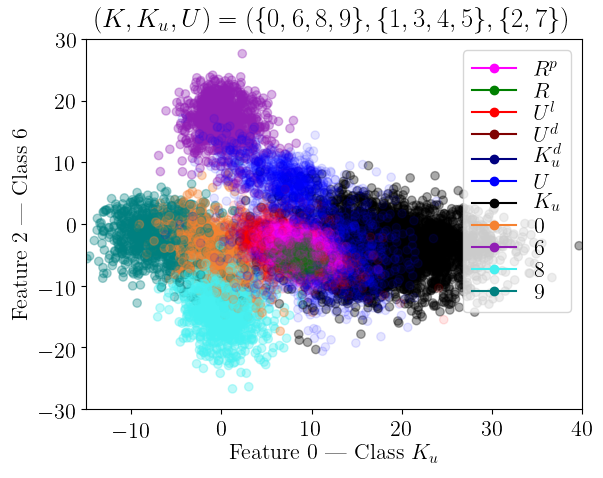 (K, K_u, U) = ({0, 6, 8, 9}, {1, 3, 4, 5}, {2, 7})
30
20
10
0
−10
−20
−30
Feature 2 — Class 6
R^p
R
U^l
U^d
K_u^d
U
K_u
0
6
8
9
−10
0
10
20
30
40
Feature 0 — Class K_u